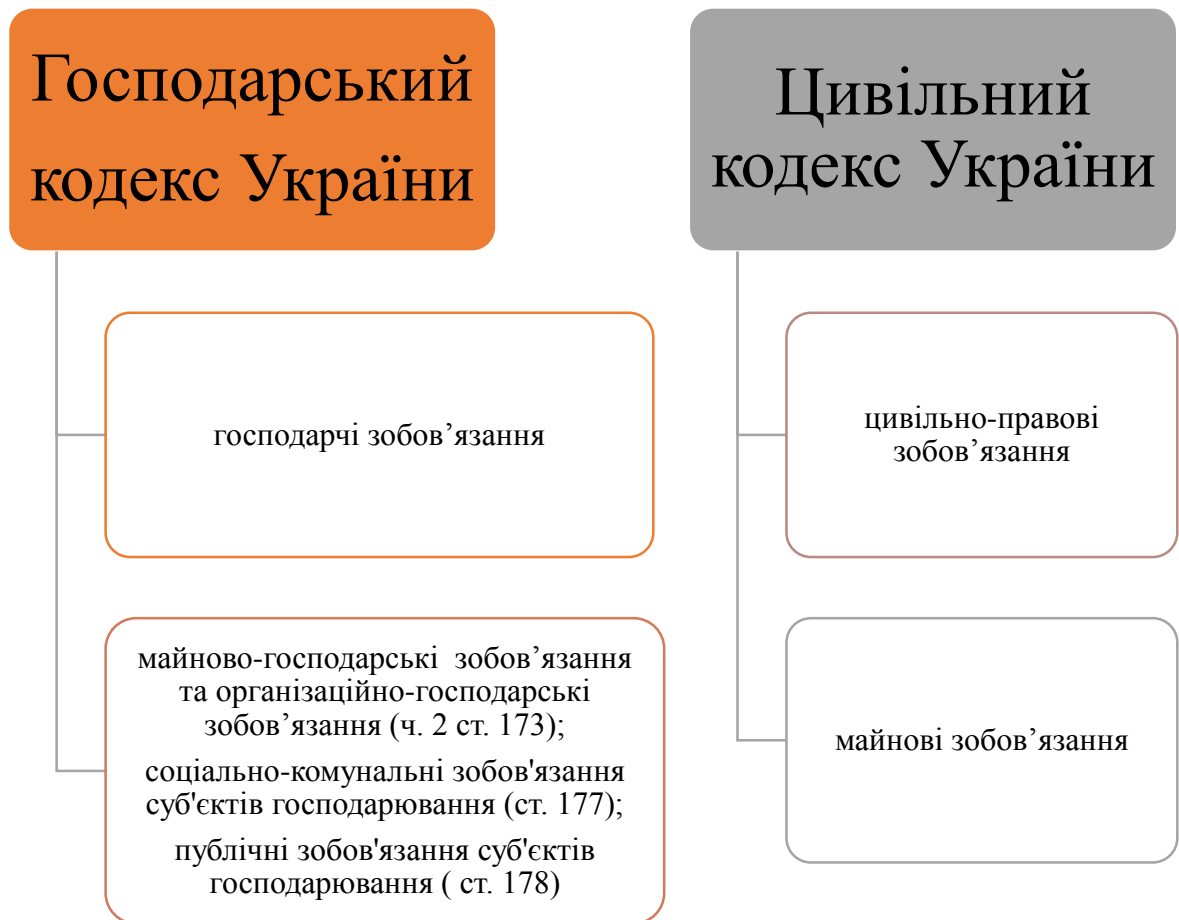 Господарський
кодекс України
господарчі зобов’язання
майново-господарські зобов’язання
та організаційно-господарські
зобов’язання (ч. 2 ст. 173);
соціально-комунальні зобов'язання
суб'єктів господарювання (ст. 177);
публічні зобов'язання суб'єктів
господарювання ( ст. 178)
Цивільний
кодекс України
цивільно-правові
зобов’язання
майнові зобов’язання